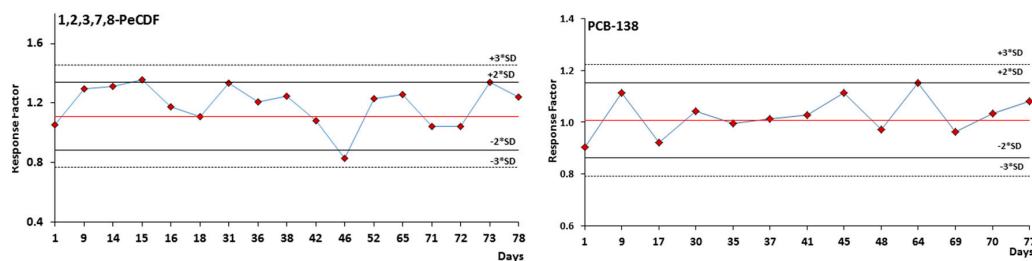 1,2,3,7,8-PeCDF
Response Factor
1.6
1.2
0.8
0.4
+3*SD
+2*SD
-2*SD
-3*SD
1 9 14 15 16 18 31 36 38 42 46 52 65 71 72 73 78
Days
PCB-138
Response Factor
1.4
1.2
1.0
0.8
0.6
+3*SD
+2*SD
-2*SD
-3*SD
1 9 17 30 35 37 41 45 48 64 69 70 77
Days